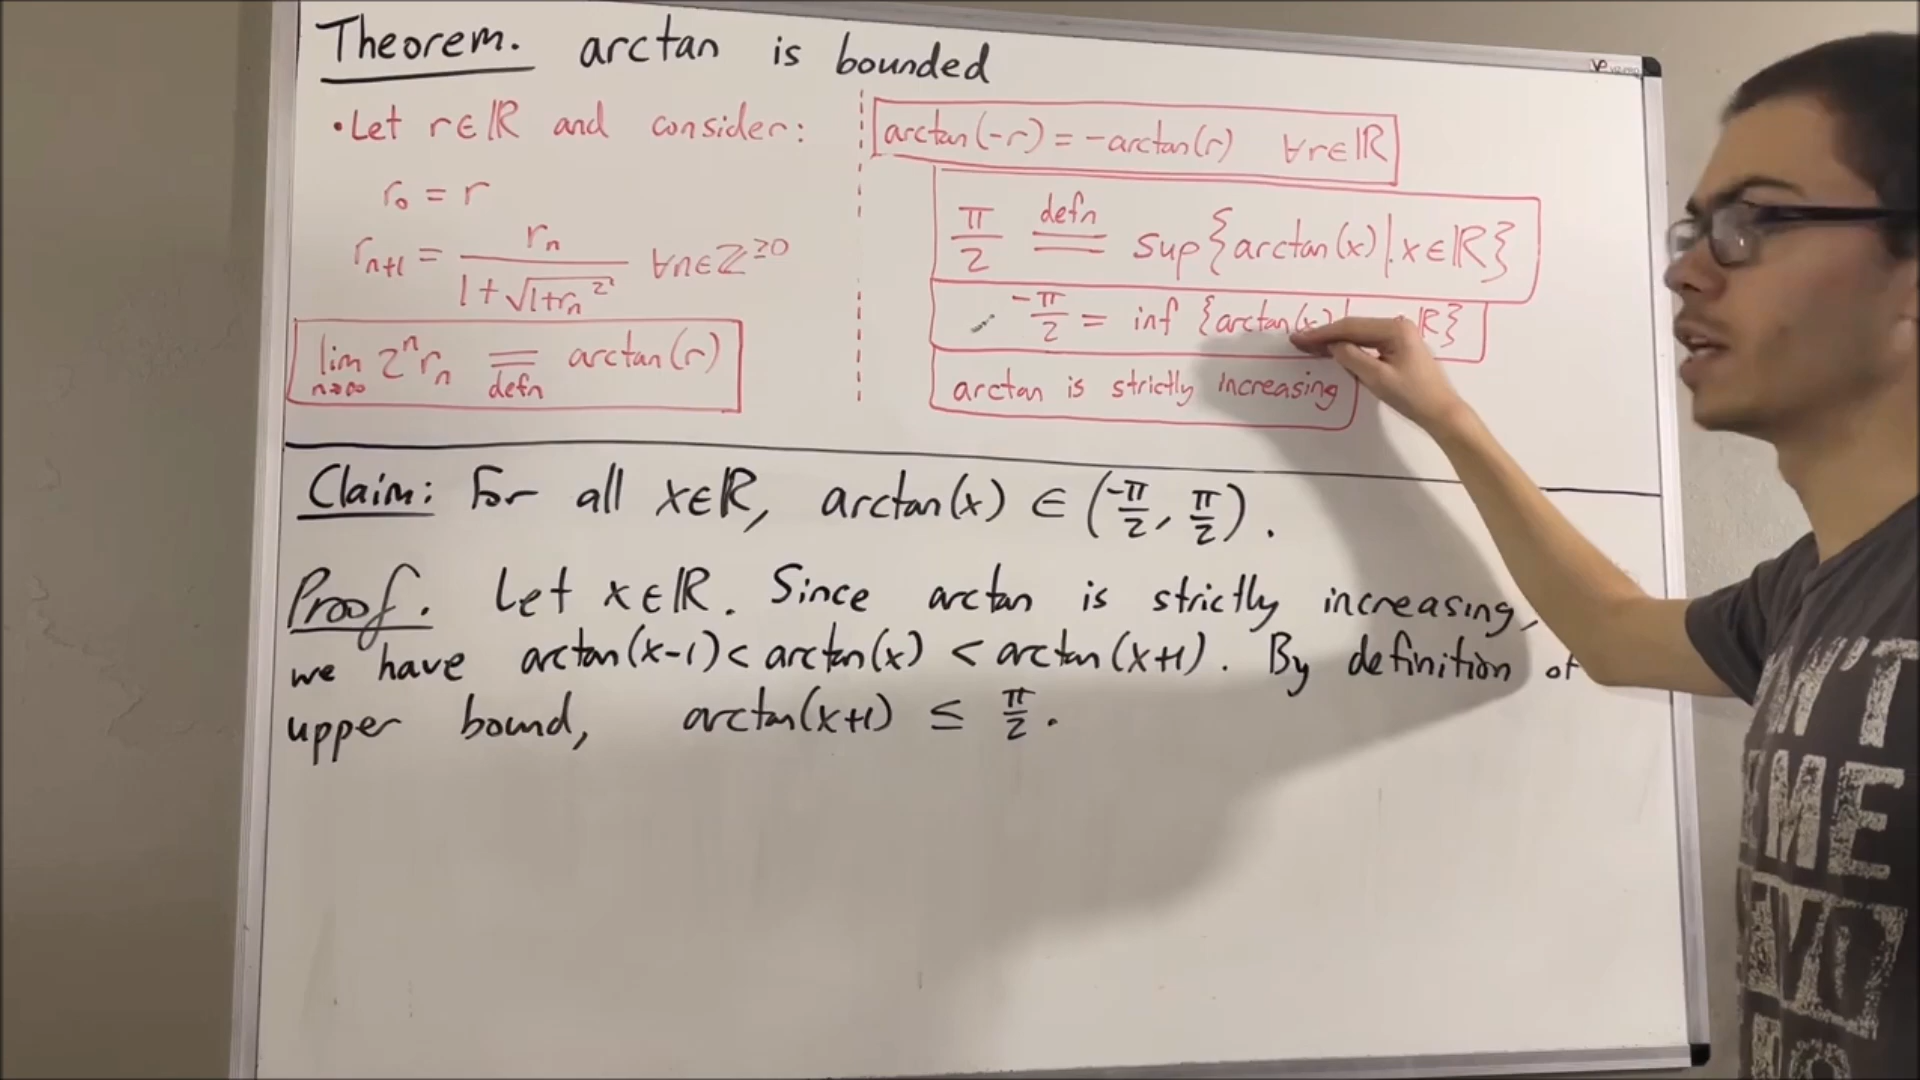 Theorem. arctan is bounded
• Let r∈ℝ and consider:
r₀ = r
rₙ₊₁ = rₙ / (1+√(1+rₙ²)) ∀n∈ℤ^≥0
lim n→∞ 2ⁿrₙ = defn arctan(r)
arctan(-r) = -arctan(r) ∀r∈ℝ
π/2 defn = sup{arctan(x) | x∈ℝ}
-π/2 = inf {arctan(x) | ℝ}
arctan is strictly increasing
Claim: For all x∈ℝ, arctan(x) ∈ (-π/2, π/2).
Proof. Let x∈ℝ. Since arctan is strictly increasing,
we have arctan(x-1) < arctan(x) < arctan(x+1). By definition of
upper bound, arctan(x+1) ≤ π/2.